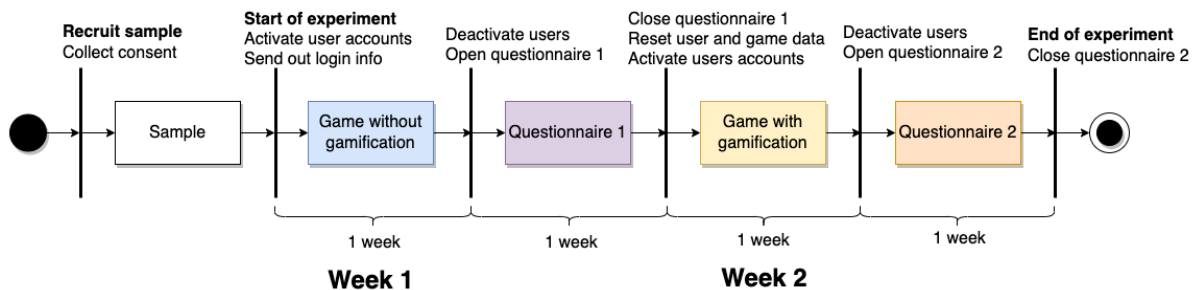 Recruit sample
Collect consent
Start of experiment
Activate user accounts
Send out login info
Deactivate users
Open questionnaire 1
Close questionnaire 1
Reset user and game data
Activate users accounts
Deactivate users
Open questionnaire 2
End of experiment
Close questionnaire 2
Sample
Game without
gamification
Questionnaire 1
Game with
gamification
Questionnaire 2
1 week
1 week
1 week
1 week
Week 1
Week 2